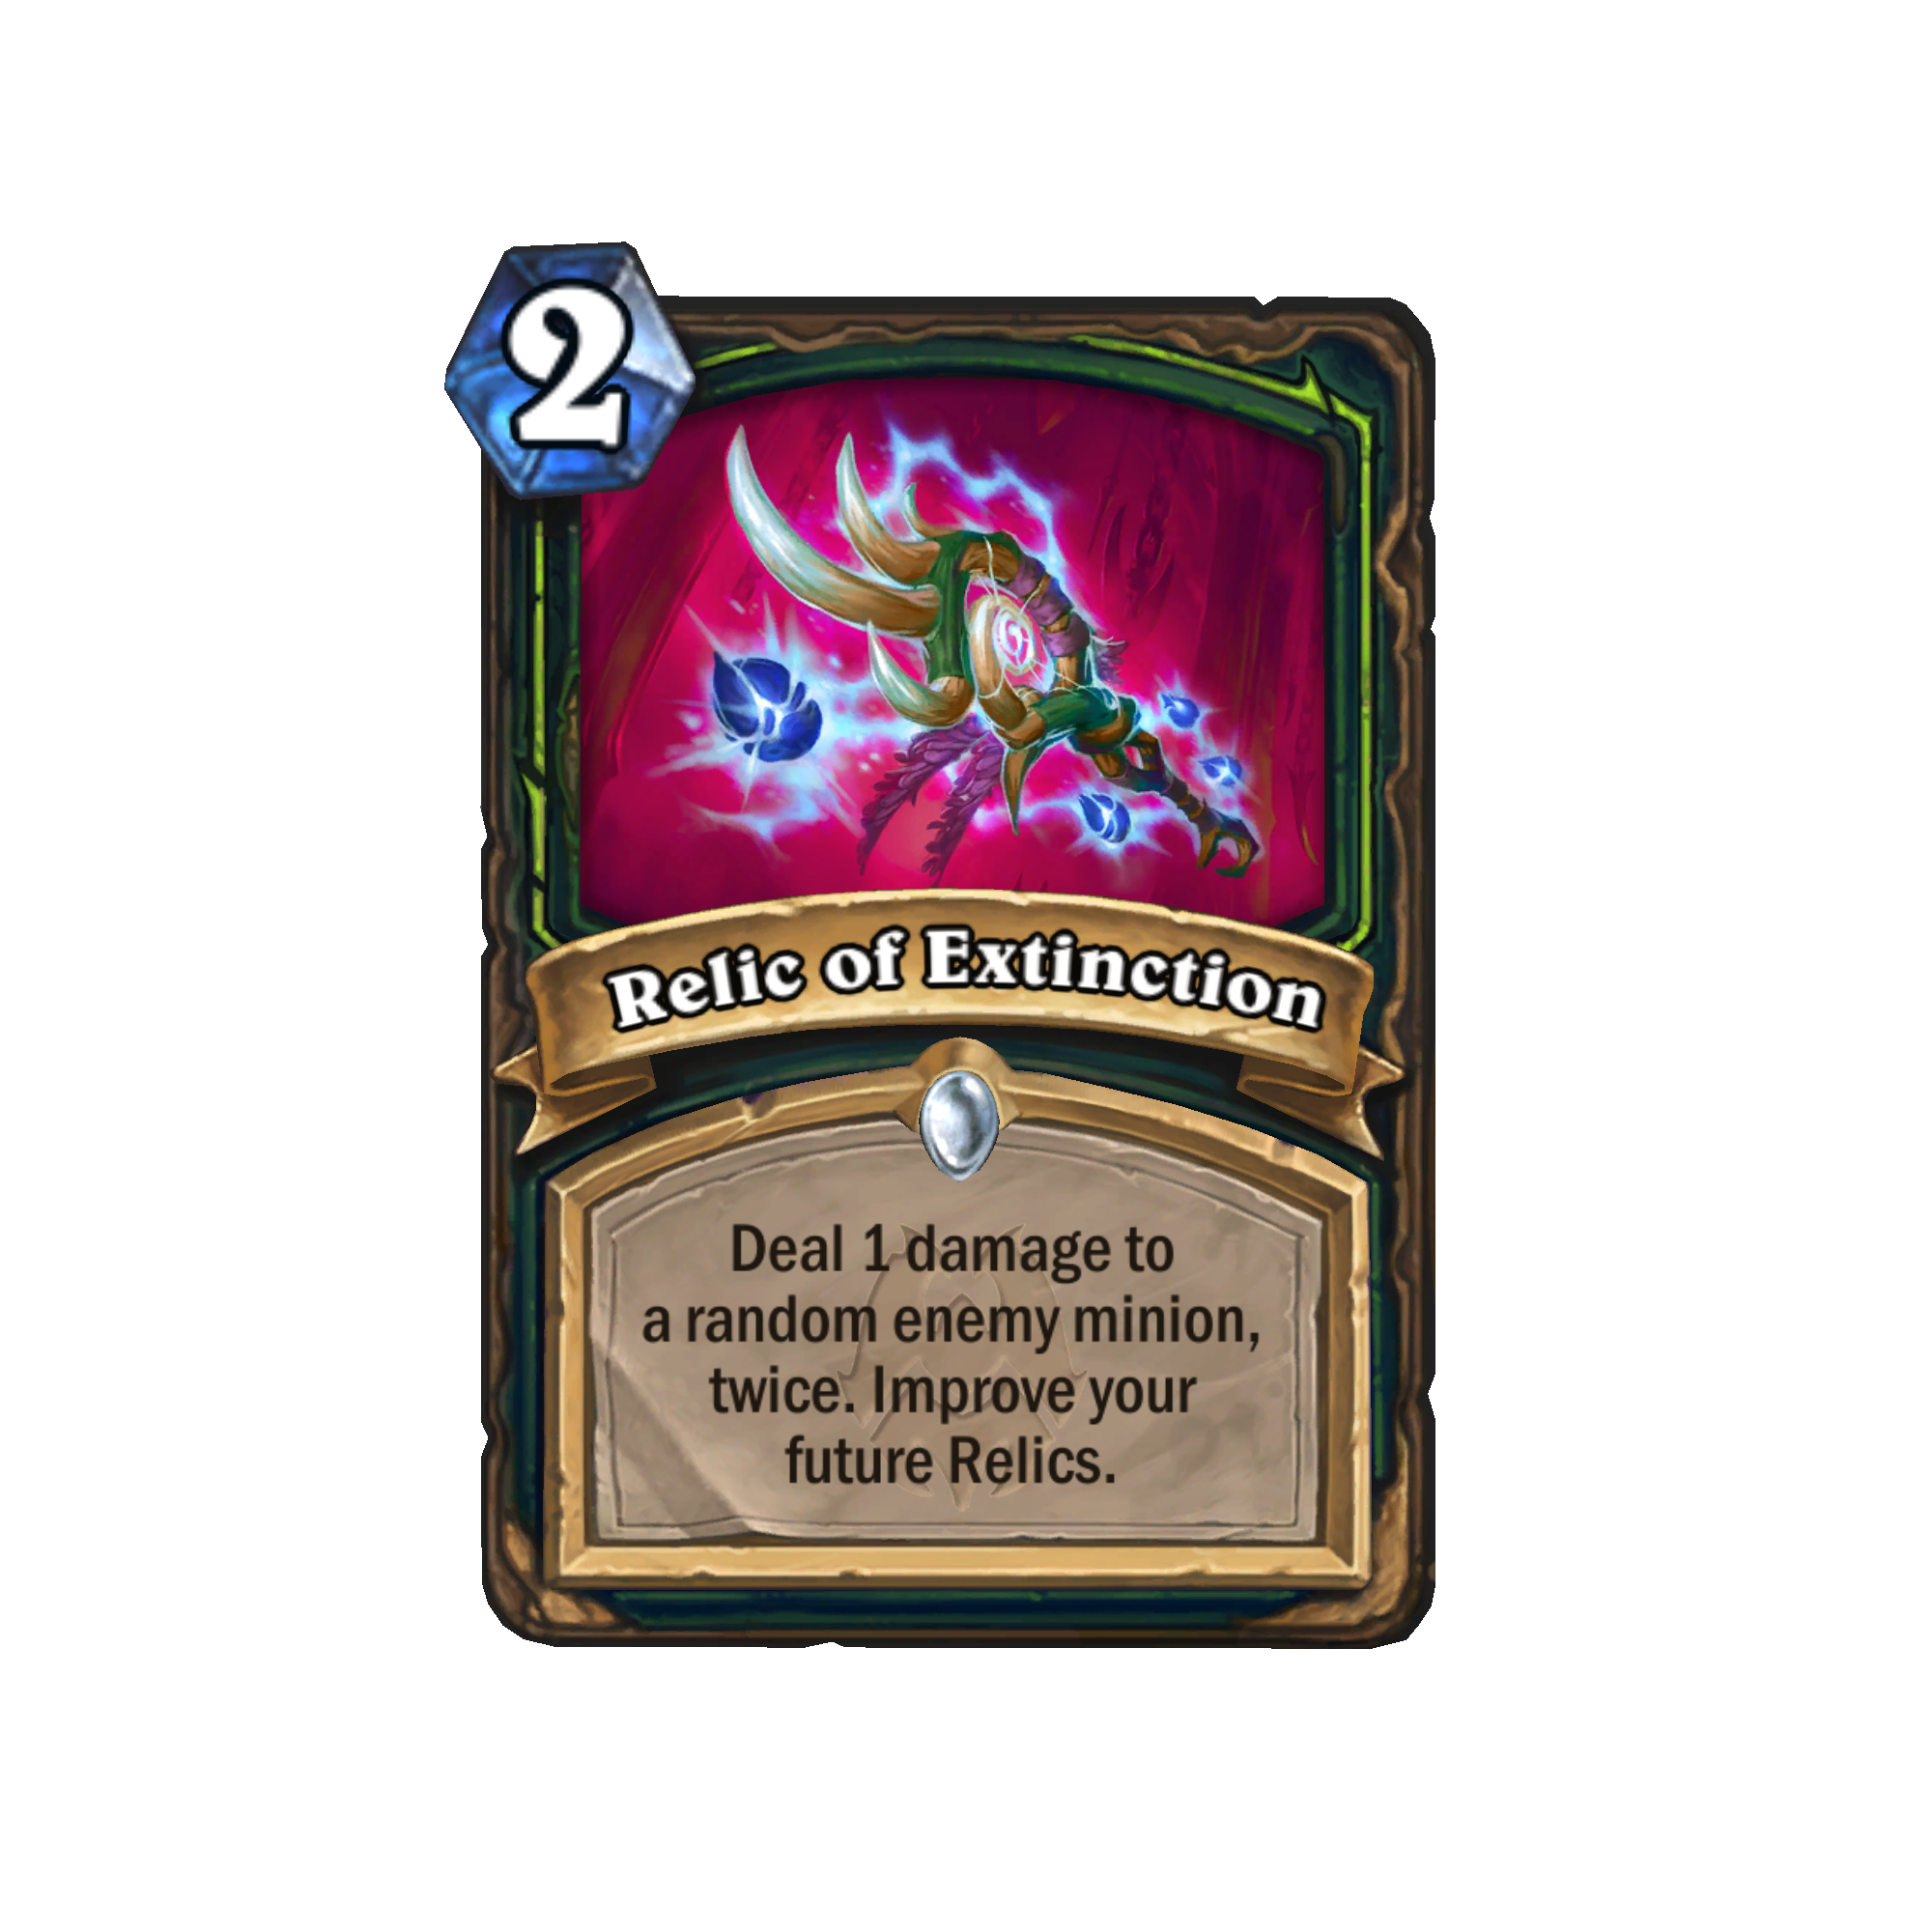 2
Relic of Extinction
Deal 1 damage to
a random enemy minion,
twice. Improve your
future Relics.